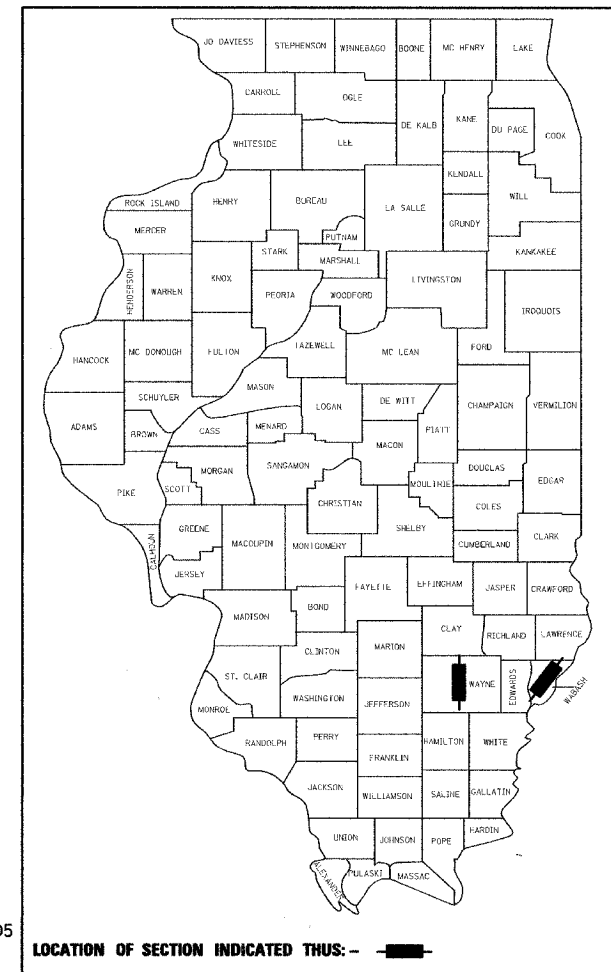 JO DAVIESS STEPHENSON WINNEBAGO BOONE MC HENRY LAKE
CARROLL OGLE DE KALB KANE DU PAGE COOK
WHITESIDE LEE KENDALL WILL
ROCK ISLAND HENRY BUREAU LA SALLE GRUNDY
MERCER PUTNAM KANKAKEE
STARK MARSHALL
HENDERSON WARREN KNOX PEORIA WOODFORD LIVINGSTON IROQUOIS
HANCOCK MC DONOUGH FULTON TAZEWELL MC LEAN FORD
SCHUYLER MASON DE WITT CHAMPAIGN VERMILION
ADAMS BROWN CASS MENARD LOGAN PIATT
MACON
MORGAN SANGAMON DOUGLAS EDGAR
PIKE SCOTT CHRISTIAN MOULTRIE COLES
GREENE MACOUPIN SHELBY
CALHOUN MONTGOMERY CUMBERLAND CLARK
JERSEY FAYETTE EFFINGHAM JASPER CRAWFORD
MADISON BOND
CLAY RICHLAND LAWRENCE
CLINTON MARION
ST. CLAIR WAYNE EDWARDS WABASH
WASHINGTON JEFFERSON
MONROE
RANDOLPH PERRY HAMILTON WHITE
FRANKLIN
JACKSON WILLIAMSON SALINE GALLATIN
UNION JOHNSON POPE HARDIN
ALEXANDER PULASKI MASSAC
05
LOCATION OF SECTION INDICATED THUS: -